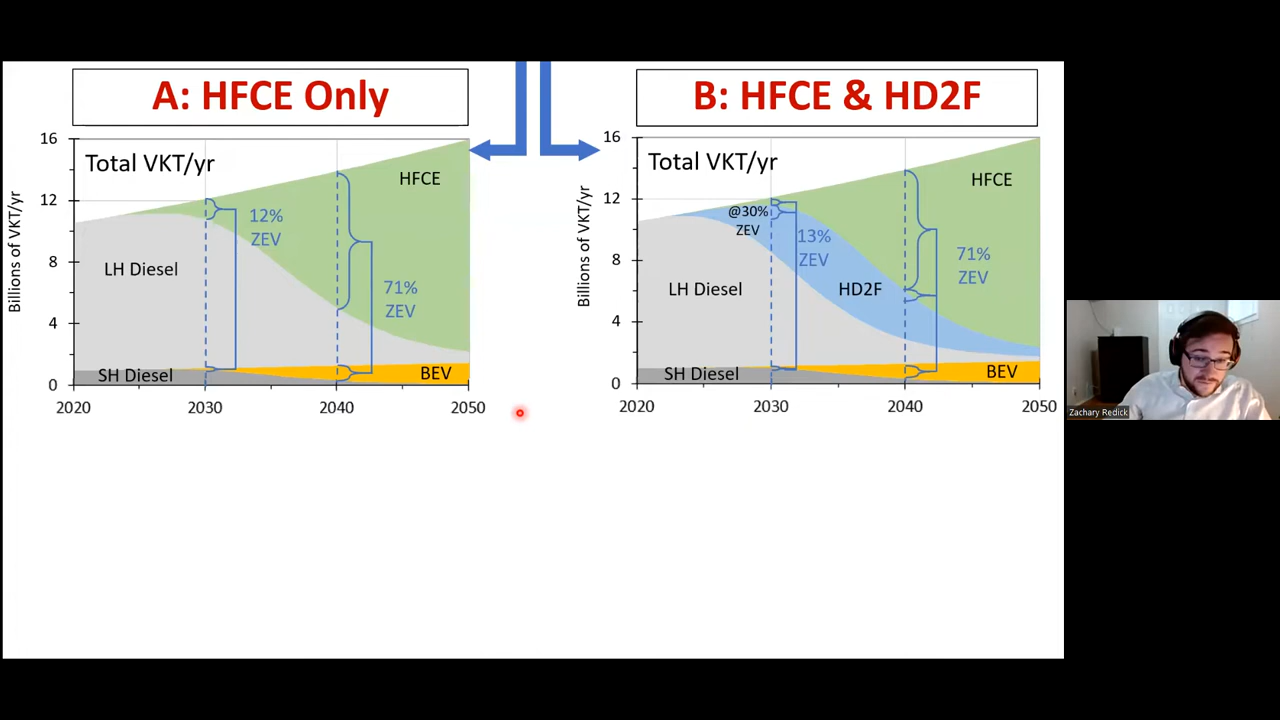 A: HFCE Only
16
12
8
4
0
Billions of VKT/yr
Total VKT/yr
HFCE
12%
ZEV
LH Diesel
71%
ZEV
SH Diesel
BEV
2020
2030
2040
2050
B: HFCE & HD2F
16
12
8
4
0
Billions of VKT/yr
Total VKT/yr
HFCE
@30%
ZEV
13%
ZEV
71%
ZEV
LH Diesel
HD2F
SH Diesel
BEV
2020
2030
2040
2050
Zachary Redick